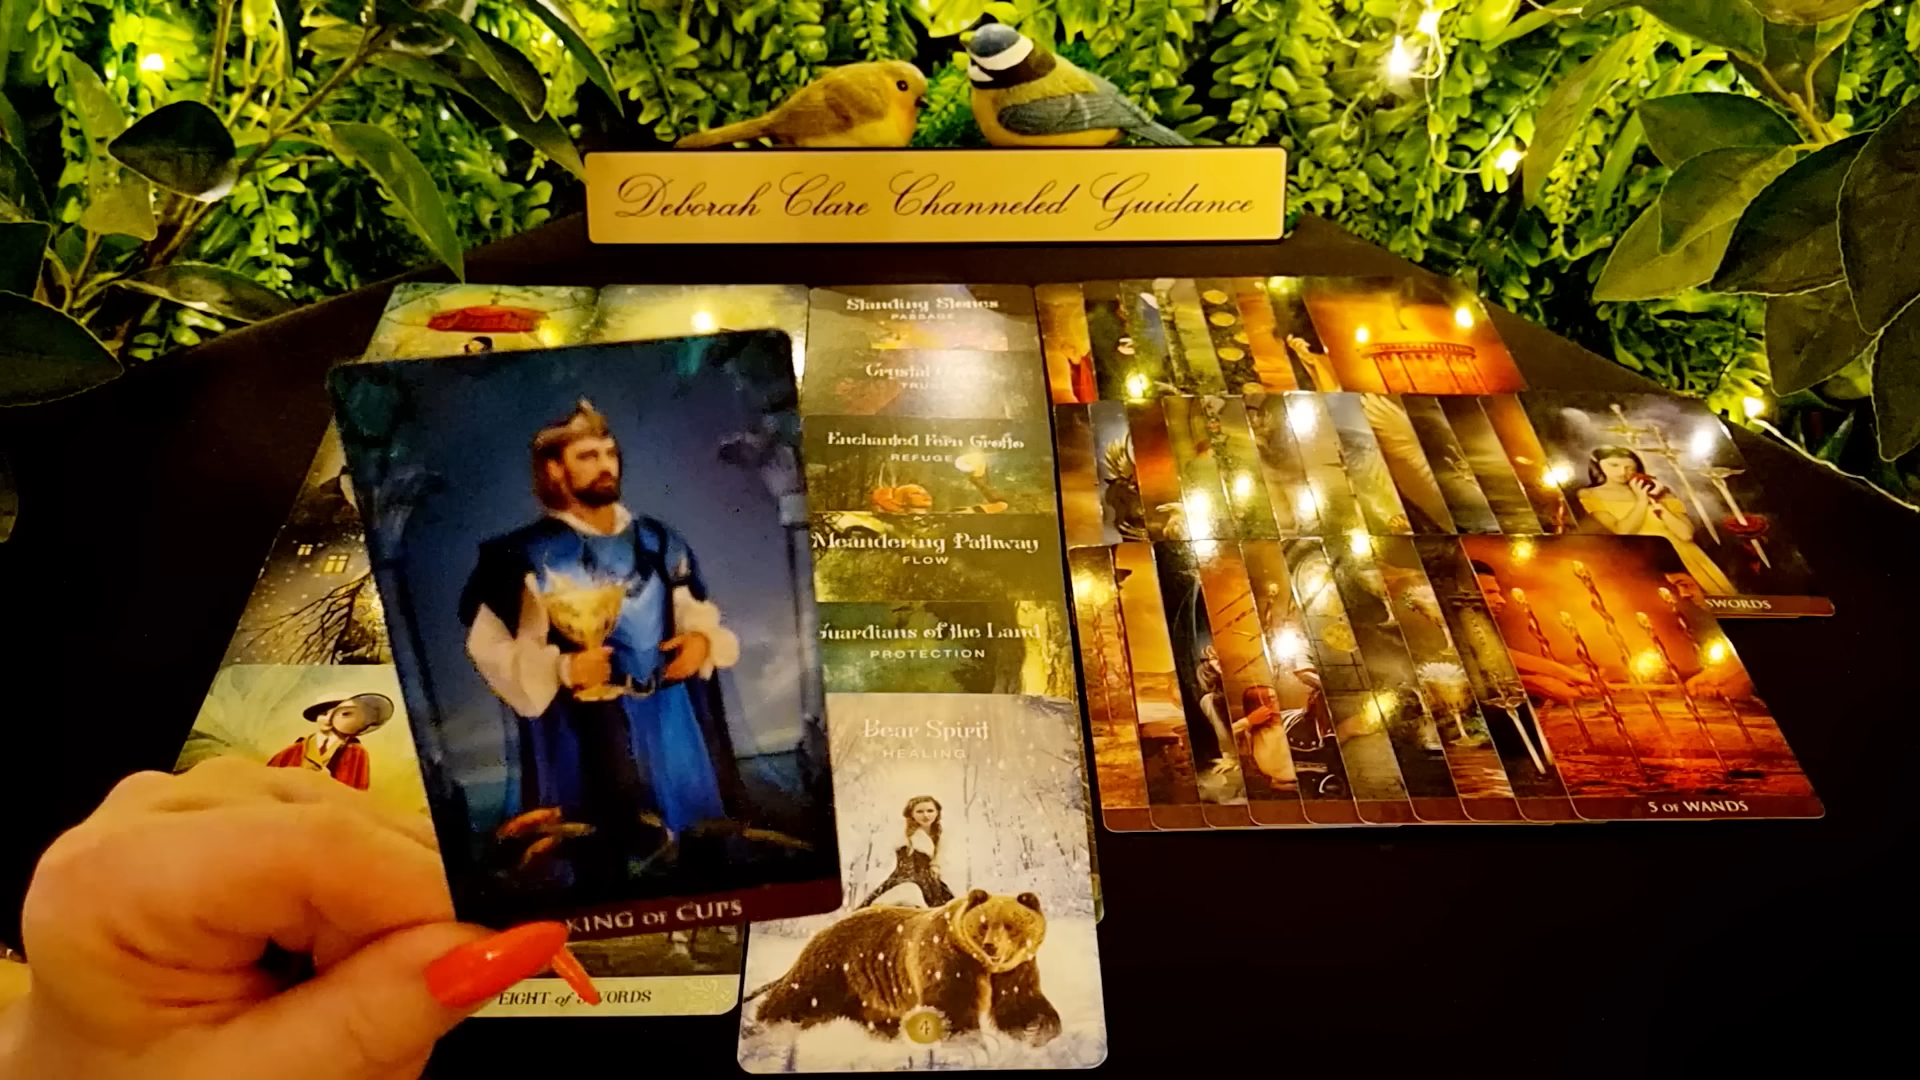 Deborah Clare Channeled Guidance
Standing Stones
PASSAGE
Enchanted Fern Grotto
REFUGE
Meandering Pathway
FLOW
Guardians of the Land
PROTECTION
Bear Spirit
HEALING
4
KING OF CUPS
EIGHT of SWORDS
SWORDS
5 OF WANDS